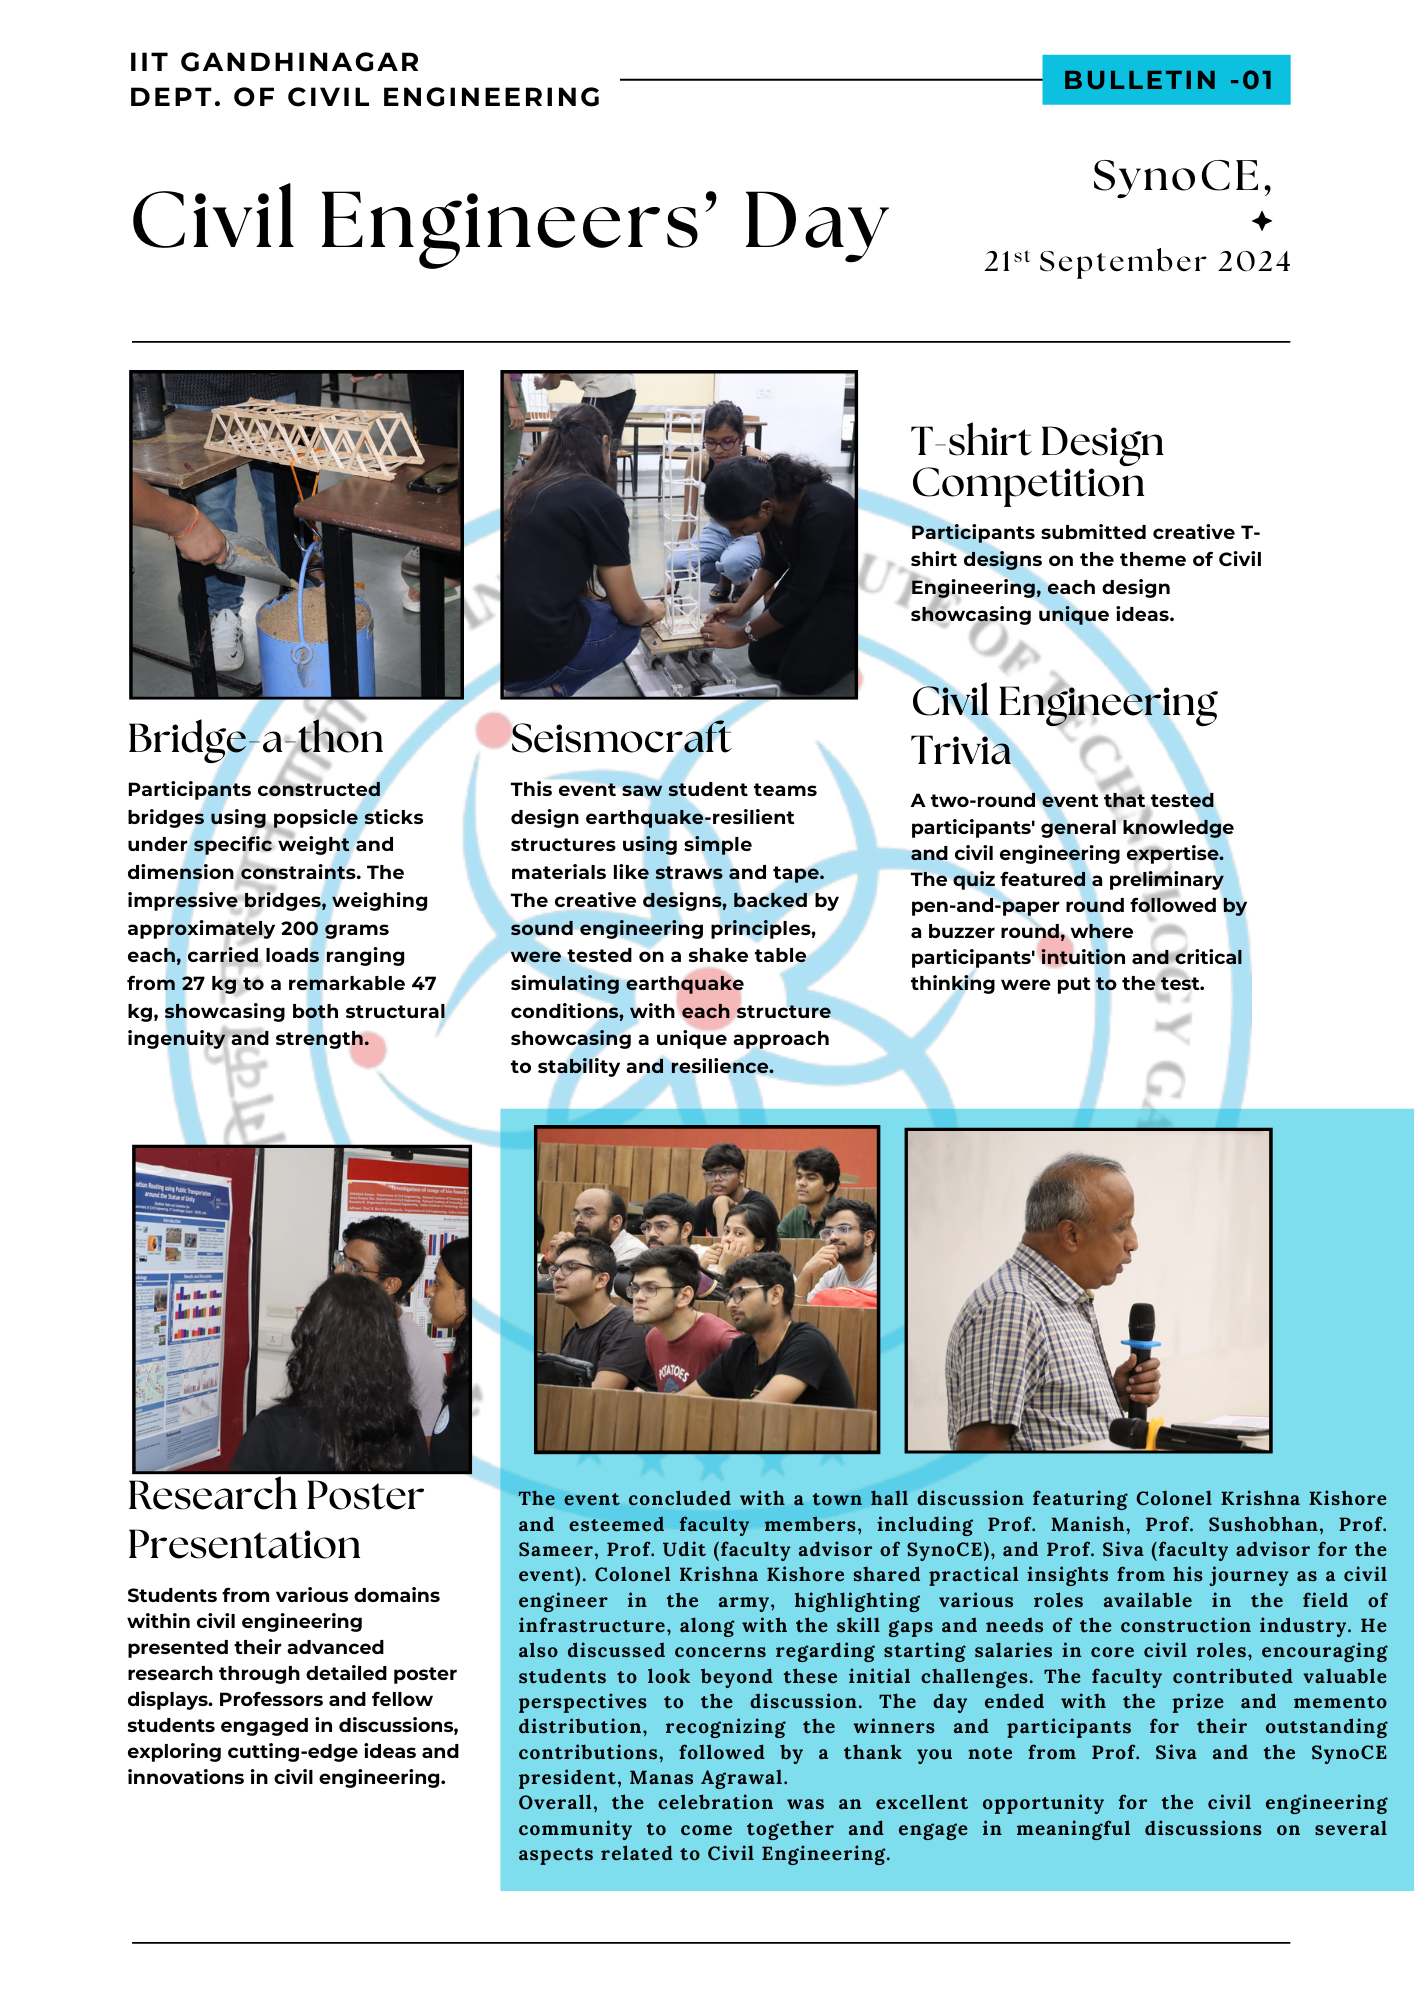 IIT GANDHINAGAR
DEPT. OF CIVIL ENGINEERING
BULLETIN -01
Civil Engineers’ Day
SynoCE,
21st September 2024
Bridge-a-thon
Participants constructed
bridges using popsicle sticks
under specific weight and
dimension constraints. The
impressive bridges, weighing
approximately 200 grams
each, carried loads ranging
from 27 kg to a remarkable 47
kg, showcasing both structural
ingenuity and strength.
Seismocraft
This event saw student teams
design earthquake-resilient
structures using simple
materials like straws and tape.
The creative designs, backed by
sound engineering principles,
were tested on a shake table
simulating earthquake
conditions, with each structure
showcasing a unique approach
to stability and resilience.
T-shirt Design
Competition
Participants submitted creative T-
shirt designs on the theme of Civil
Engineering, each design
showcasing unique ideas.
Civil Engineering
Trivia
A two-round event that tested
participants' general knowledge
and civil engineering expertise.
The quiz featured a preliminary
pen-and-paper round followed by
a buzzer round, where
participants' intuition and critical
thinking were put to the test.
UTE OF TECHNOLOGY GA
around the Statue of Unity
Introduction
POTATOES
Research Poster
Presentation
Students from various domains
within civil engineering
presented their advanced
research through detailed poster
displays. Professors and fellow
students engaged in discussions,
exploring cutting-edge ideas and
innovations in civil engineering.
The event concluded with a town hall discussion featuring Colonel Krishna Kishore
and esteemed faculty members, including Prof. Manish, Prof. Sushobhan, Prof.
Sameer, Prof. Udit (faculty advisor of SynoCE), and Prof. Siva (faculty advisor for the
event). Colonel Krishna Kishore shared practical insights from his journey as a civil
engineer in the army, highlighting various roles available in the field of
infrastructure, along with the skill gaps and needs of the construction industry. He
also discussed concerns regarding starting salaries in core civil roles, encouraging
students to look beyond these initial challenges. The faculty contributed valuable
perspectives to the discussion. The day ended with the prize and memento
distribution, recognizing the winners and participants for their outstanding
contributions, followed by a thank you note from Prof. Siva and the SynoCE
president, Manas Agrawal.
Overall, the celebration was an excellent opportunity for the civil engineering
community to come together and engage in meaningful discussions on several
aspects related to Civil Engineering.